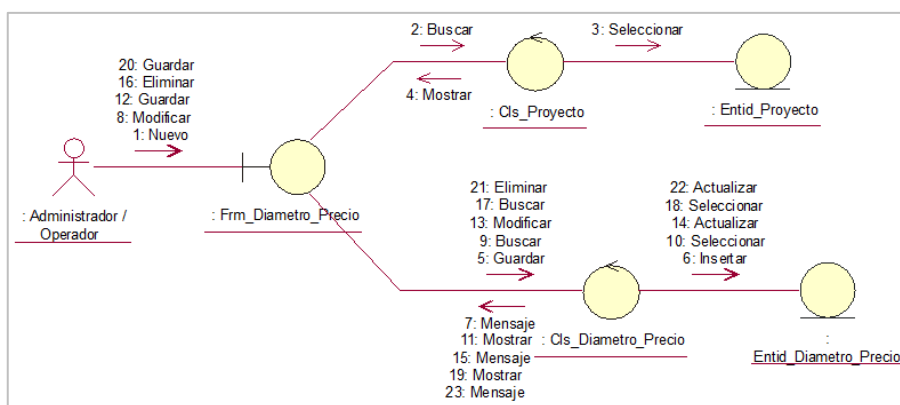 2: Buscar
3: Seleccionar
4: Mostrar
: Cls_Proyecto
: Entid_Proyecto
20: Guardar
16: Eliminar
12: Guardar
8: Modificar
1: Nuevo
: Administrador /
Operador
: Frm_Diametro_Precio
21: Eliminar
17: Buscar
13: Modificar
9: Buscar
5: Guardar
22: Actualizar
18: Seleccionar
14: Actualizar
10: Seleccionar
6: Insertar
7: Mensaje
11: Mostrar
15: Mensaje
19: Mostrar
23: Mensaje
: Cls_Diametro_Precio
:
Entid_Diametro_Precio